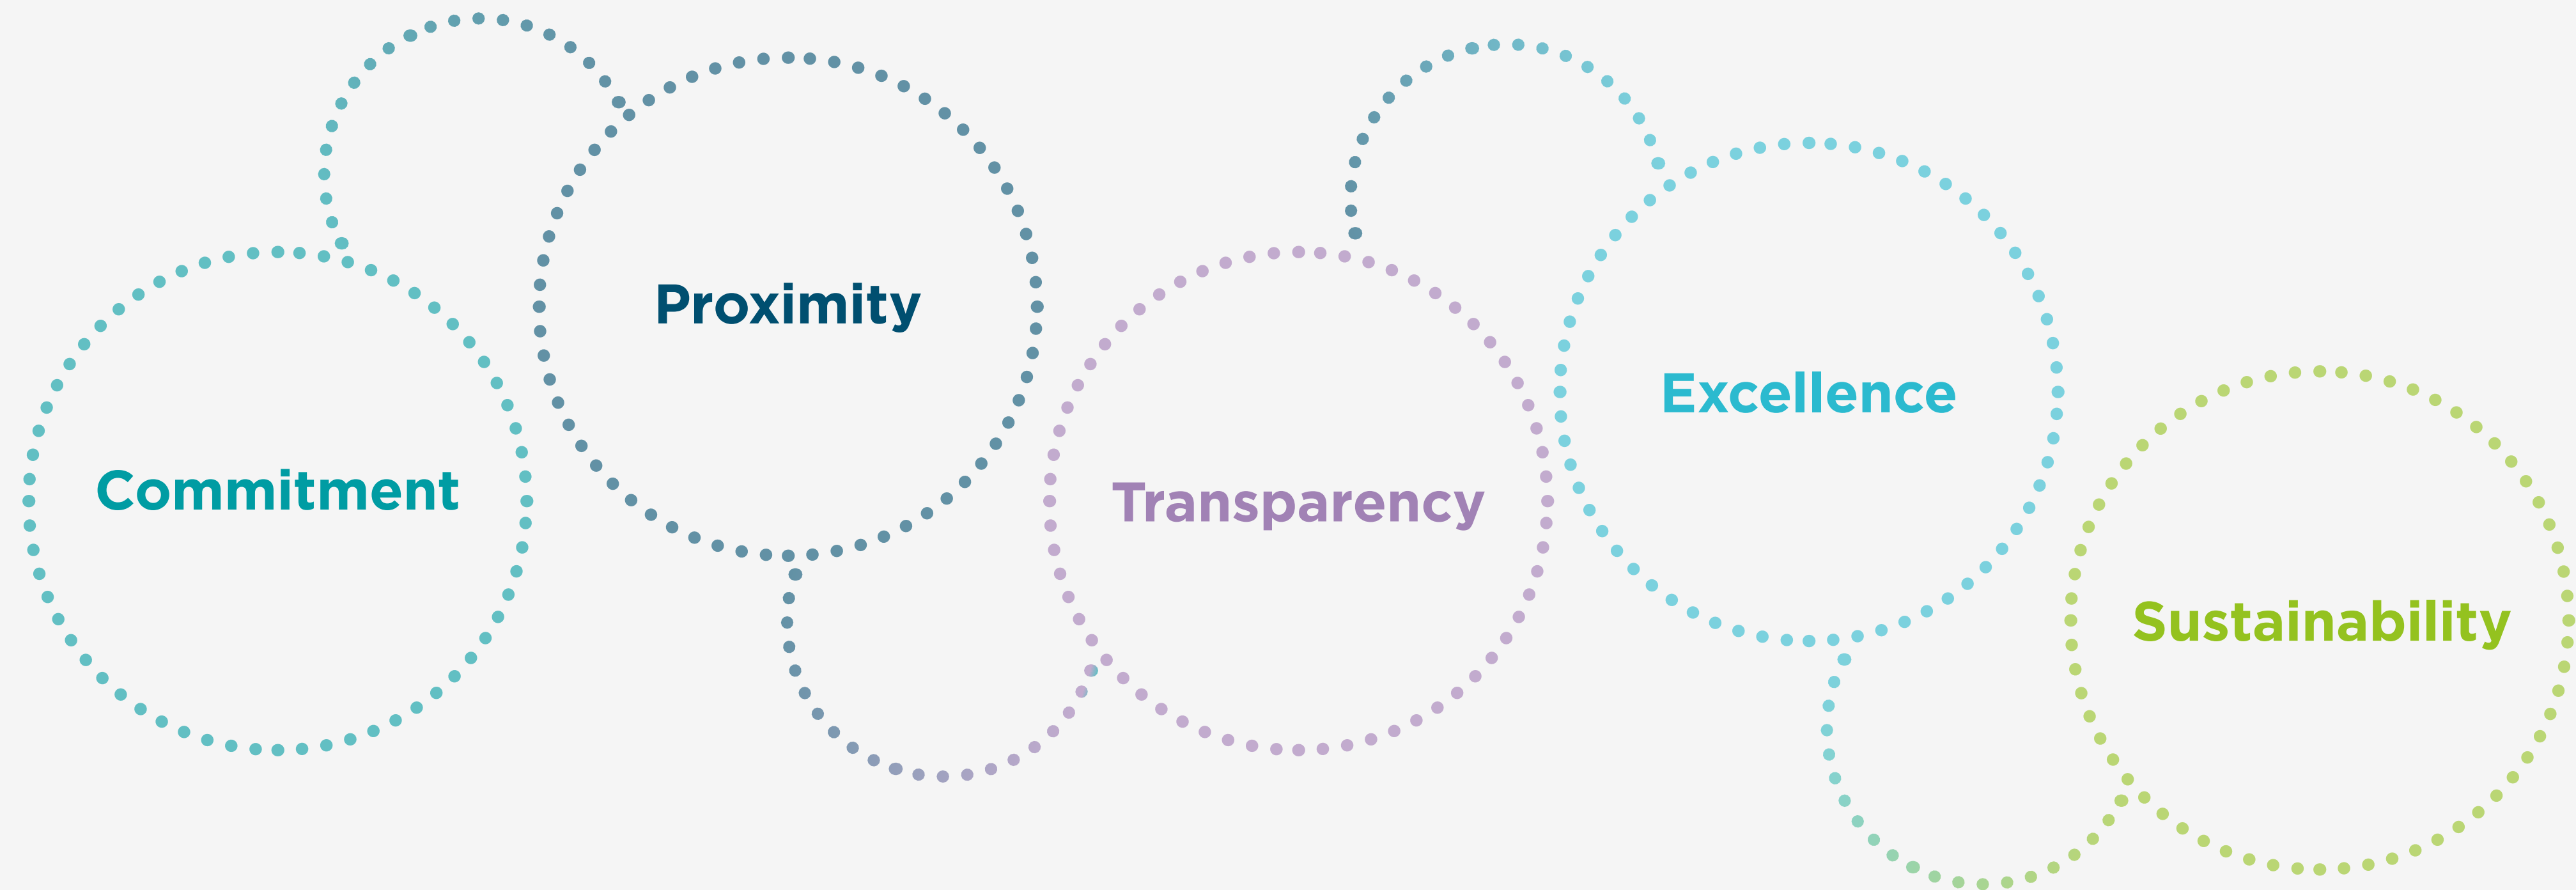 Commitment
Proximity
Transparency
Excellence
Sustainability